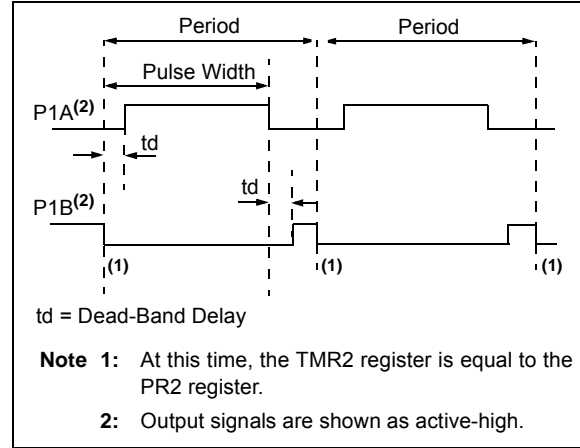 Period
Period
Pulse Width
P1A(2)
td
td
P1B(2)
(1)
(1)
(1)
td = Dead-Band Delay
Note 1: At this time, the TMR2 register is equal to the
PR2 register.
2: Output signals are shown as active-high.